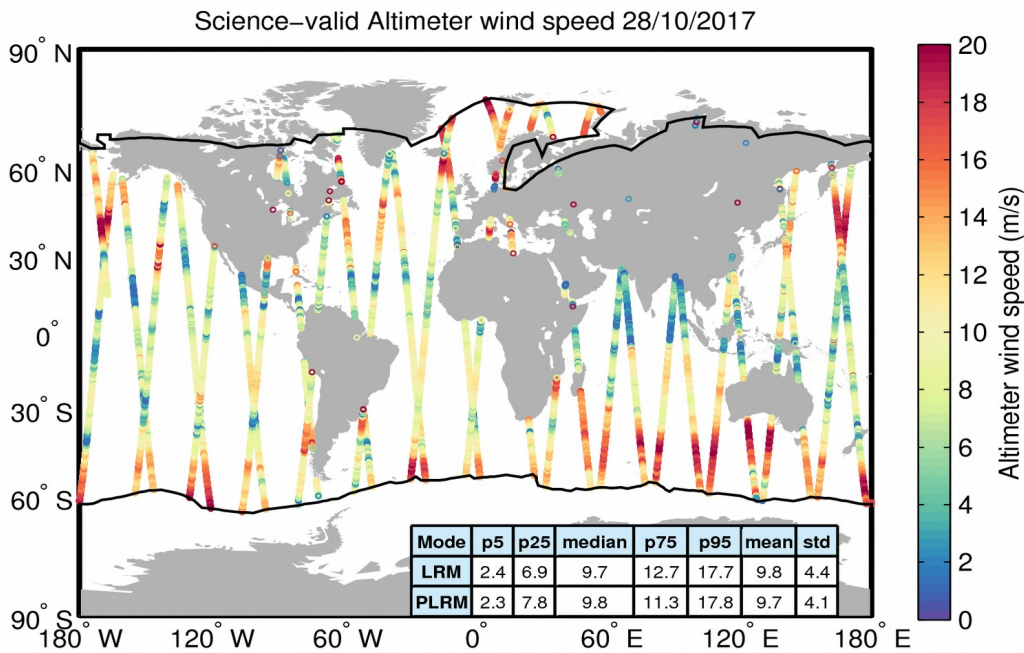 Science−valid Altimeter wind speed 28/10/2017
90° N
60° N
30° N
0°
30° S
60° S
90° S
180° W
120° W
60° W
0°
60° E
120° E
180° E
Mode p5 p25 median p75 p95 mean std
LRM 2.4 6.9 9.7 12.7 17.7 9.8 4.4
PLRM 2.3 7.8 9.8 11.3 17.8 9.7 4.1
20
18
16
14
12
10
8
6
4
2
0
Altimeter wind speed (m/s)